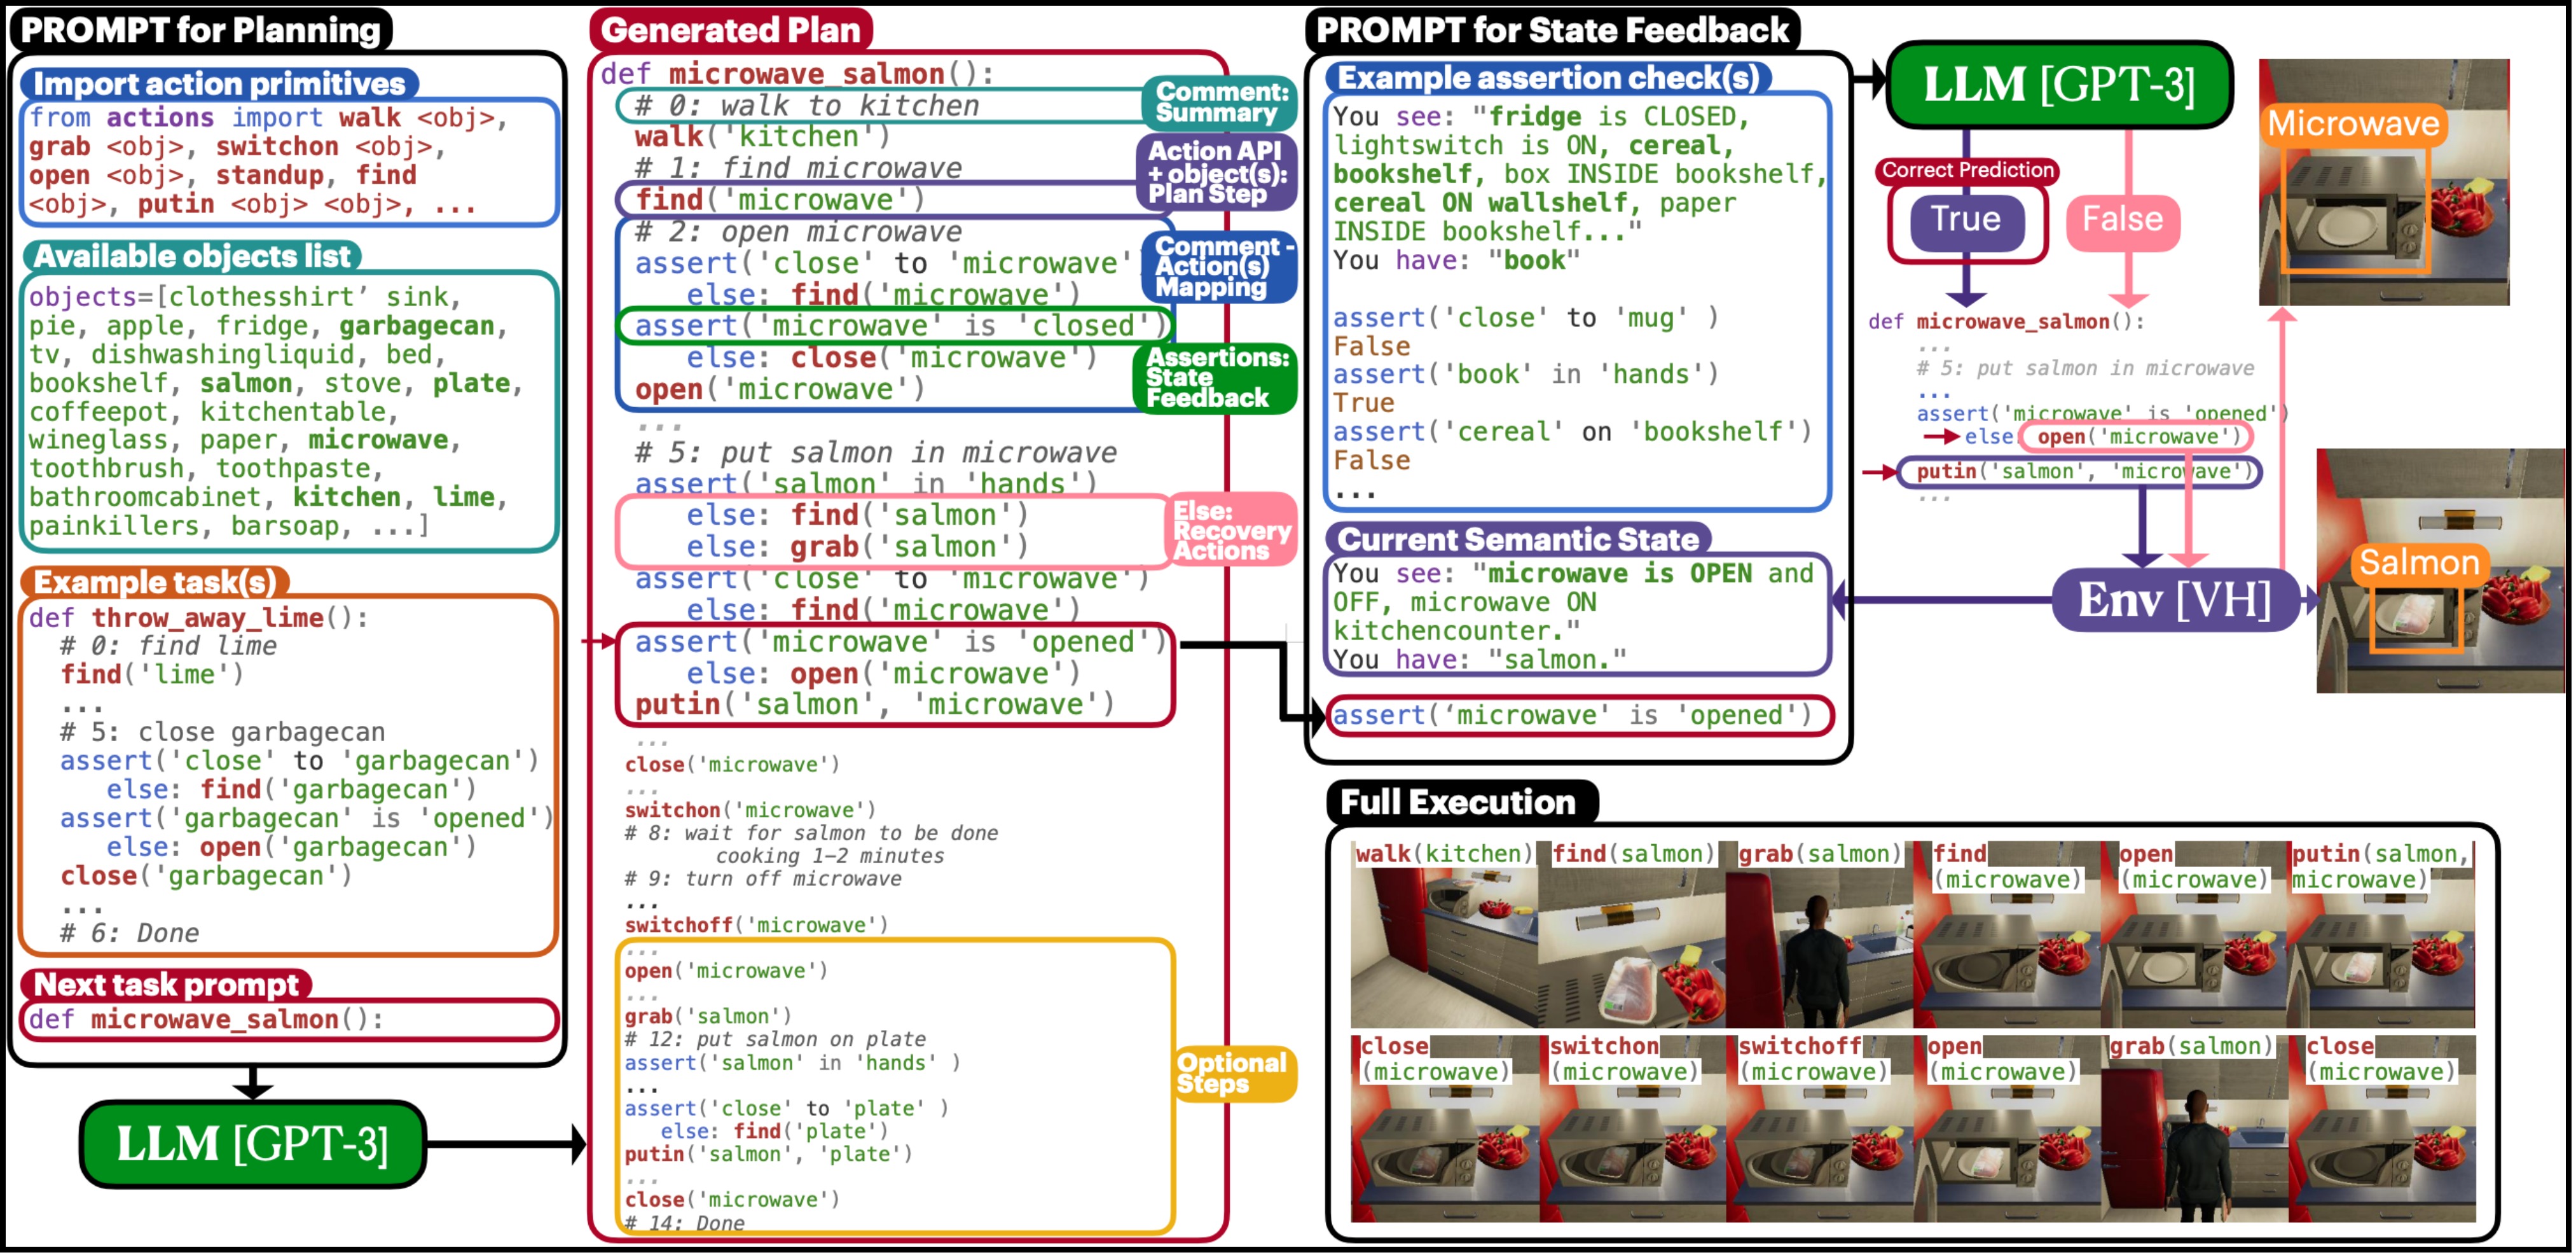 PROMPT for Planning
Import action primitives
from actions import walk <obj>,
grab <obj>, switchon <obj>,
open <obj>, standup, find
<obj>, putin <obj> <obj>, ...
Available objects list
objects=[clothesshirt’ sink,
pie, apple, fridge, garbagecan,
tv, dishwashingliquid, bed,
bookshelf, salmon, stove, plate,
coffeepot, kitchentable,
wineglass, paper, microwave,
toothbrush, toothpaste,
bathroomcabinet, kitchen, lime,
painkillers, barsoap, ...]
Example task(s)
def throw_away_lime():
# 0: find lime
find('lime')
...
# 5: close garbagecan
assert('close' to 'garbagecan')
else: find('garbagecan')
assert('garbagecan' is 'opened')
else: open('garbagecan')
close('garbagecan')
...
# 6: Done
Next task prompt
def microwave_salmon():
LLM [GPT-3]
Generated Plan
def microwave_salmon():
# 0: walk to kitchen
walk('kitchen')
# 1: find microwave
find('microwave')
# 2: open microwave
assert('close' to 'microwave'
else: find('microwave')
assert('microwave' is 'closed')
else: close('microwave')
open('microwave')
...
# 5: put salmon in microwave
assert('salmon' in 'hands')
else: find('salmon')
else: grab('salmon')
assert('close' to 'microwave')
else: find('microwave')
assert('microwave' is 'opened')
else: open('microwave')
putin('salmon', 'microwave')
...
close('microwave')
...
switchon('microwave')
# 8: wait for salmon to be done
cooking 1–2 minutes
# 9: turn off microwave
...
switchoff('microwave')
...
open('microwave')
...
grab('salmon')
# 12: put salmon on plate
assert('salmon' in 'hands' )
...
assert('close' to 'plate' )
else: find('plate')
putin('salmon', 'plate')
...
close('microwave')
# 14: Done
Comment:
Summary
Action API
+ object(s):
Plan Step
Comment -
Action(s)
Mapping
Assertions:
State
Feedback
Else:
Recovery
Actions
Optional
Steps
PROMPT for State Feedback
Example assertion check(s)
You see: "fridge is CLOSED,
lightswitch is ON, cereal,
bookshelf, box INSIDE bookshelf,
cereal ON wallshelf, paper
INSIDE bookshelf..."
You have: "book"
assert('close' to 'mug' )
False
assert('book' in 'hands')
True
assert('cereal' on 'bookshelf')
False
...
Current Semantic State
You see: "microwave is OPEN and
OFF, microwave ON
kitchencounter."
You have: "salmon."
assert(‘microwave' is 'opened')
LLM [GPT-3]
Correct Prediction
True
False
def microwave_salmon():
...
# 5: put salmon in microwave
...
assert('microwave' is 'opened')
else: open('microwave')
putin('salmon', 'microwave')
...
Env [VH]
Microwave
Salmon
Full Execution
walk(kitchen)
find(salmon)
grab(salmon)
find
(microwave)
open
(microwave)
putin(salmon,
microwave)
close
(microwave)
switchon
(microwave)
switchoff
(microwave)
open
(microwave)
grab(salmon)
close
(microwave)